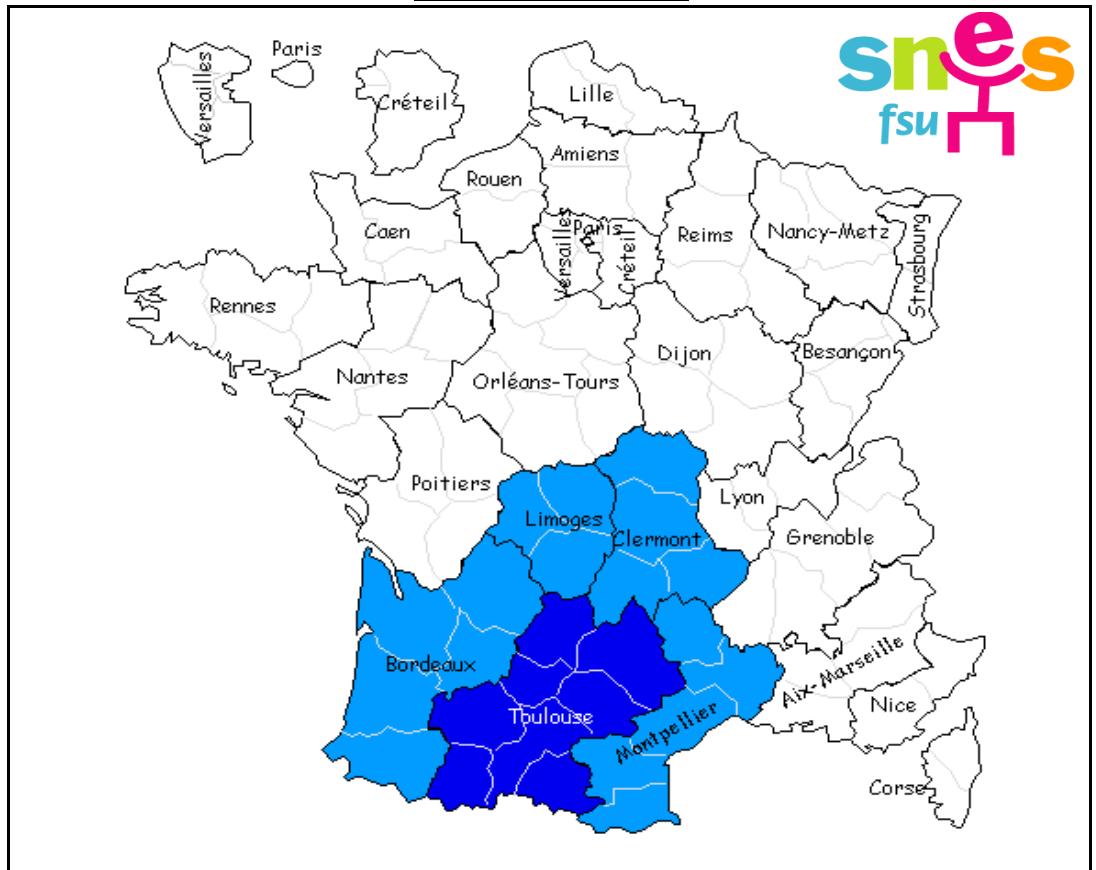 snes
fsu
Versailles
Paris
Créteil
Lille
Amiens
Rouen
Caen
Versailles
Paris
Créteil
Reims
Nancy-Metz
Strasbourg
Rennes
Nantes
Orléans-Tours
Dijon
Besançon
Poitiers
Limoges
Clermont
Lyon
Grenoble
Bordeaux
Toulouse
Montpellier
Aix-Marseille
Nice
Corse